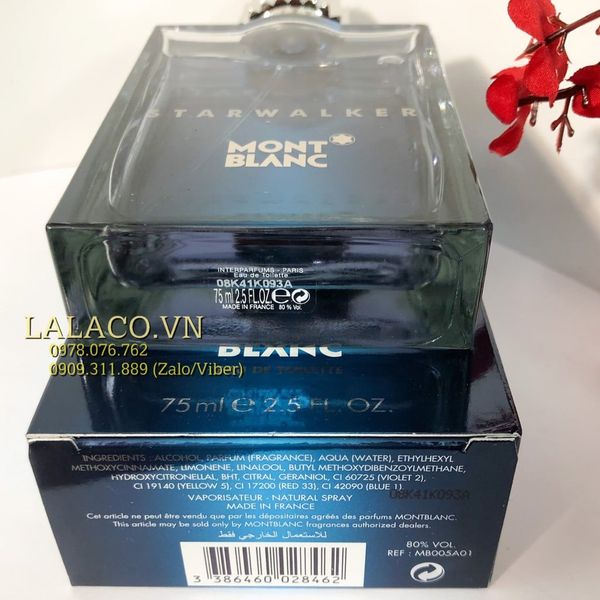 STARWALKER
MONT
BLANC
INTERPARFUMS - PARIS
Eau de Toilette
08K41K093A
75 ml 2.5 FL.OZ. e
MADE IN FRANCE 80 % Vol.
LALACO.VN
0978.076.762
0909.311.889 (Zalo/Viber)
BLANC
DE TOILETTE
75 ml e 2.5 FL. OZ.
INGREDIENTS : ALCOHOL, PARFUM (FRAGRANCE), AQUA (WATER), ETHYLHEXYL
METHOXYCINNAMATE, LIMONENE, LINALOOL, BUTYL METHOXYDIBENZOYLMETHANE,
HYDROXYCITRONELLAL, BHT, CITRAL, GERANIOL, CI 60725 (VIOLET 2),
CI 19140 (YELLOW 5), CI 17200 (RED 33), CI 42090 (BLUE 1).
08K41K093A
VAPORISATEUR - NATURAL SPRAY
MADE IN FRANCE
Cet article ne peut être vendu que par les dépositaires agréés des parfums MONTBLANC.
This article may be sold only by MONTBLANC fragrances authorized dealers.
للاستعمال الخارجي فقط
80% VOL.
REF : MB005A01
3 386460 028462